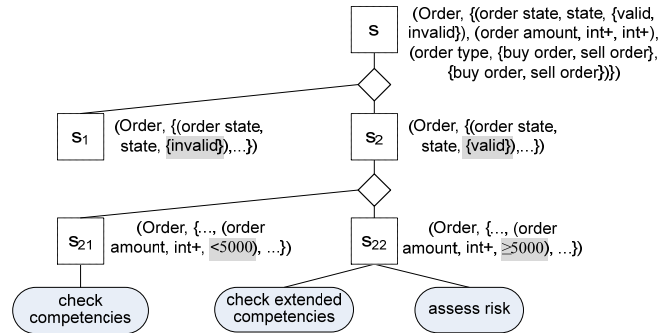 S
(Order, {(order state, state, {valid,
invalid}), (order amount, int+, int+),
(order type, {buy order, sell order},
{buy order, sell order})})
S1
(Order, {(order state,
state, {invalid}),...})
S2
(Order, {(order state,
state, {valid}),...})
S21
(Order, {..., (order
amount, int+, <5000), ...})
S22
(Order, {..., (order
amount, int+, ≥5000), ...})
check
competencies
check extended
competencies
assess risk